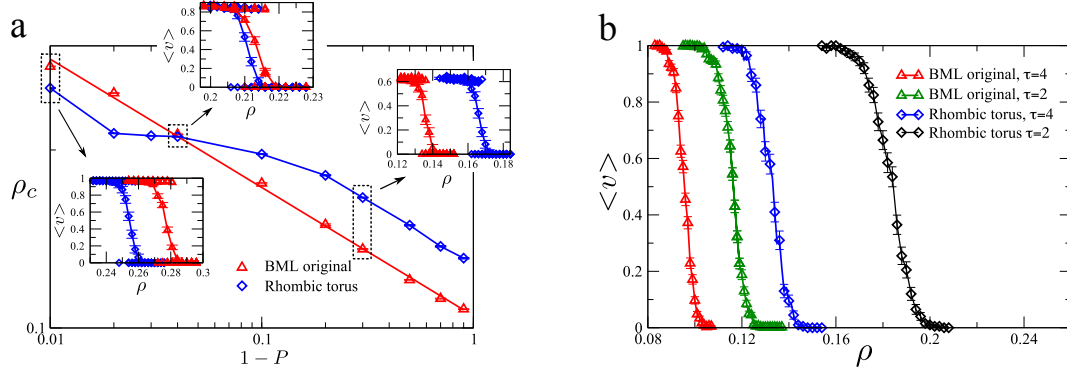 a
1
0.8
0.6
0.4
0.2
0
<v>
0.2 0.21 0.22 0.23
ρ
0.8
0.6
0.4
0.2
0
<v>
0.12 0.14 0.16 0.18
ρ
1
0.8
0.6
0.4
0.2
0
<v>
0.24 0.26 0.28 0.3
ρ
BML original
Rhombic torus
ρc
0.1
0.01 0.1 1
1 − P
b
1
0.8
0.6
0.4
0.2
0
<v>
BML original, τ=4
BML original, τ=2
Rhombic torus, τ=4
Rhombic torus τ=2
0.08 0.12 0.16 0.2 0.24
ρ